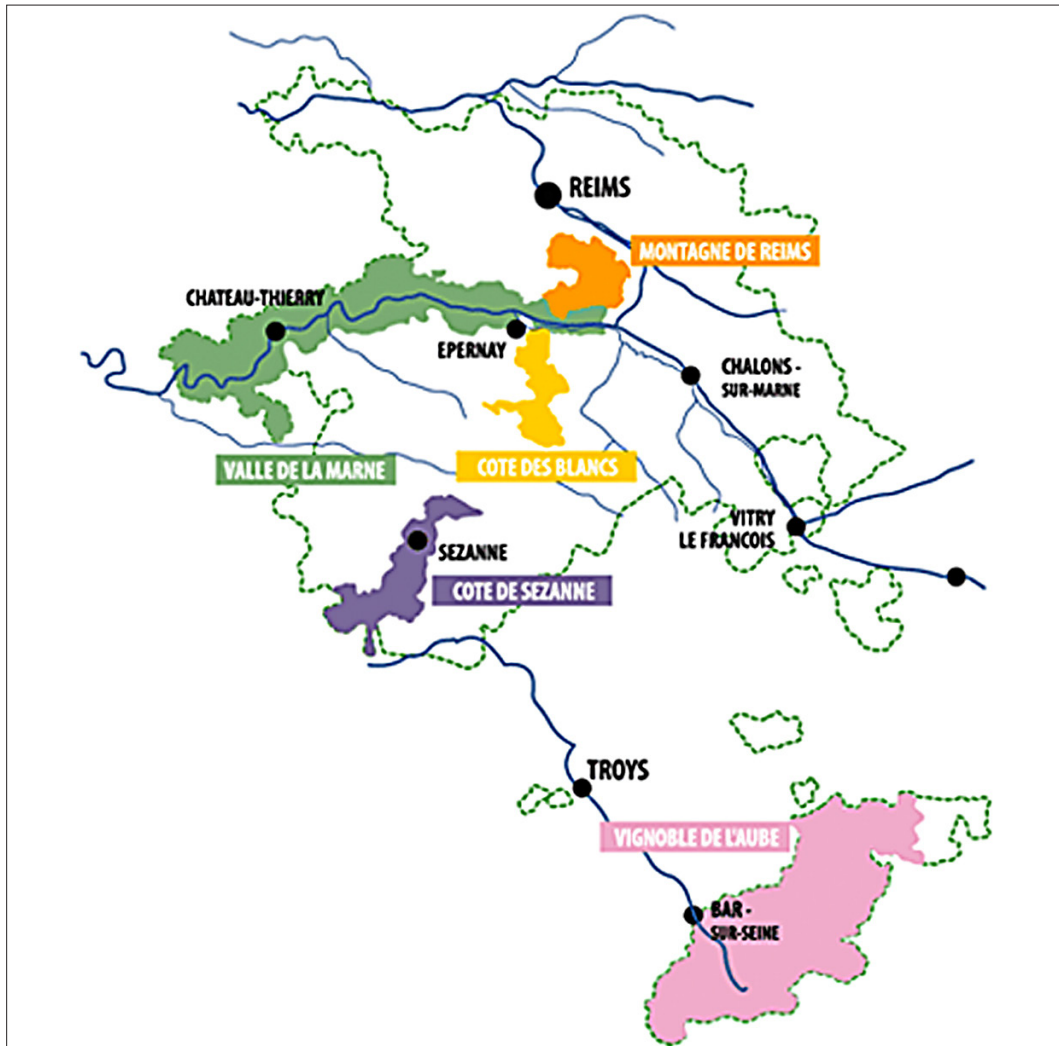 REIMS
MONTAGNE DE REIMS
CHATEAU-THIERRY
EPERNAY
CHALONS -
SUR-MARNE
VALLE DE LA MARNE
COTE DES BLANCS
VITRY
LE FRANCOIS
SEZANNE
COTE DE SEZANNE
TROYS
VIGNOBLE DE L'AUBE
BAR -
SUR-SEINE